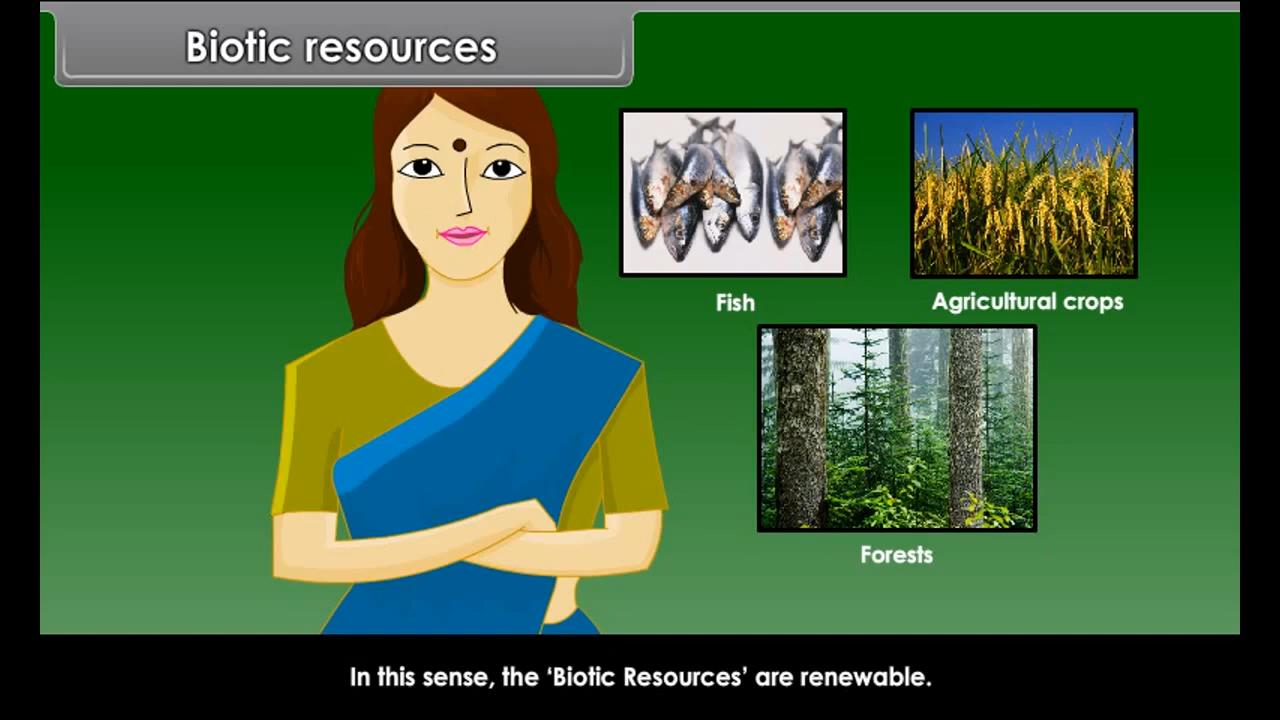 Biotic resources
Fish
Agricultural crops
Forests
In this sense, the ‘Biotic Resources’ are renewable.